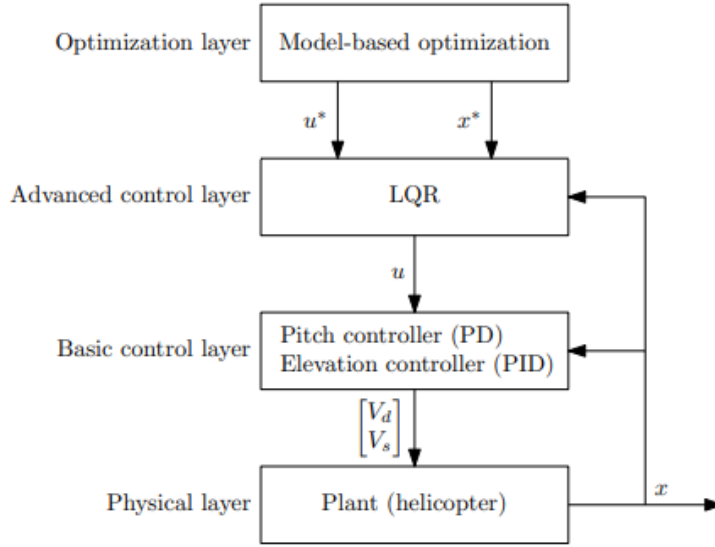 Optimization layer
Model-based optimization
u*
x*
Advanced control layer
LQR
u
Basic control layer
Pitch controller (PD)
Elevation controller (PID)
[V_d
V_s]
Physical layer
Plant (helicopter)
x